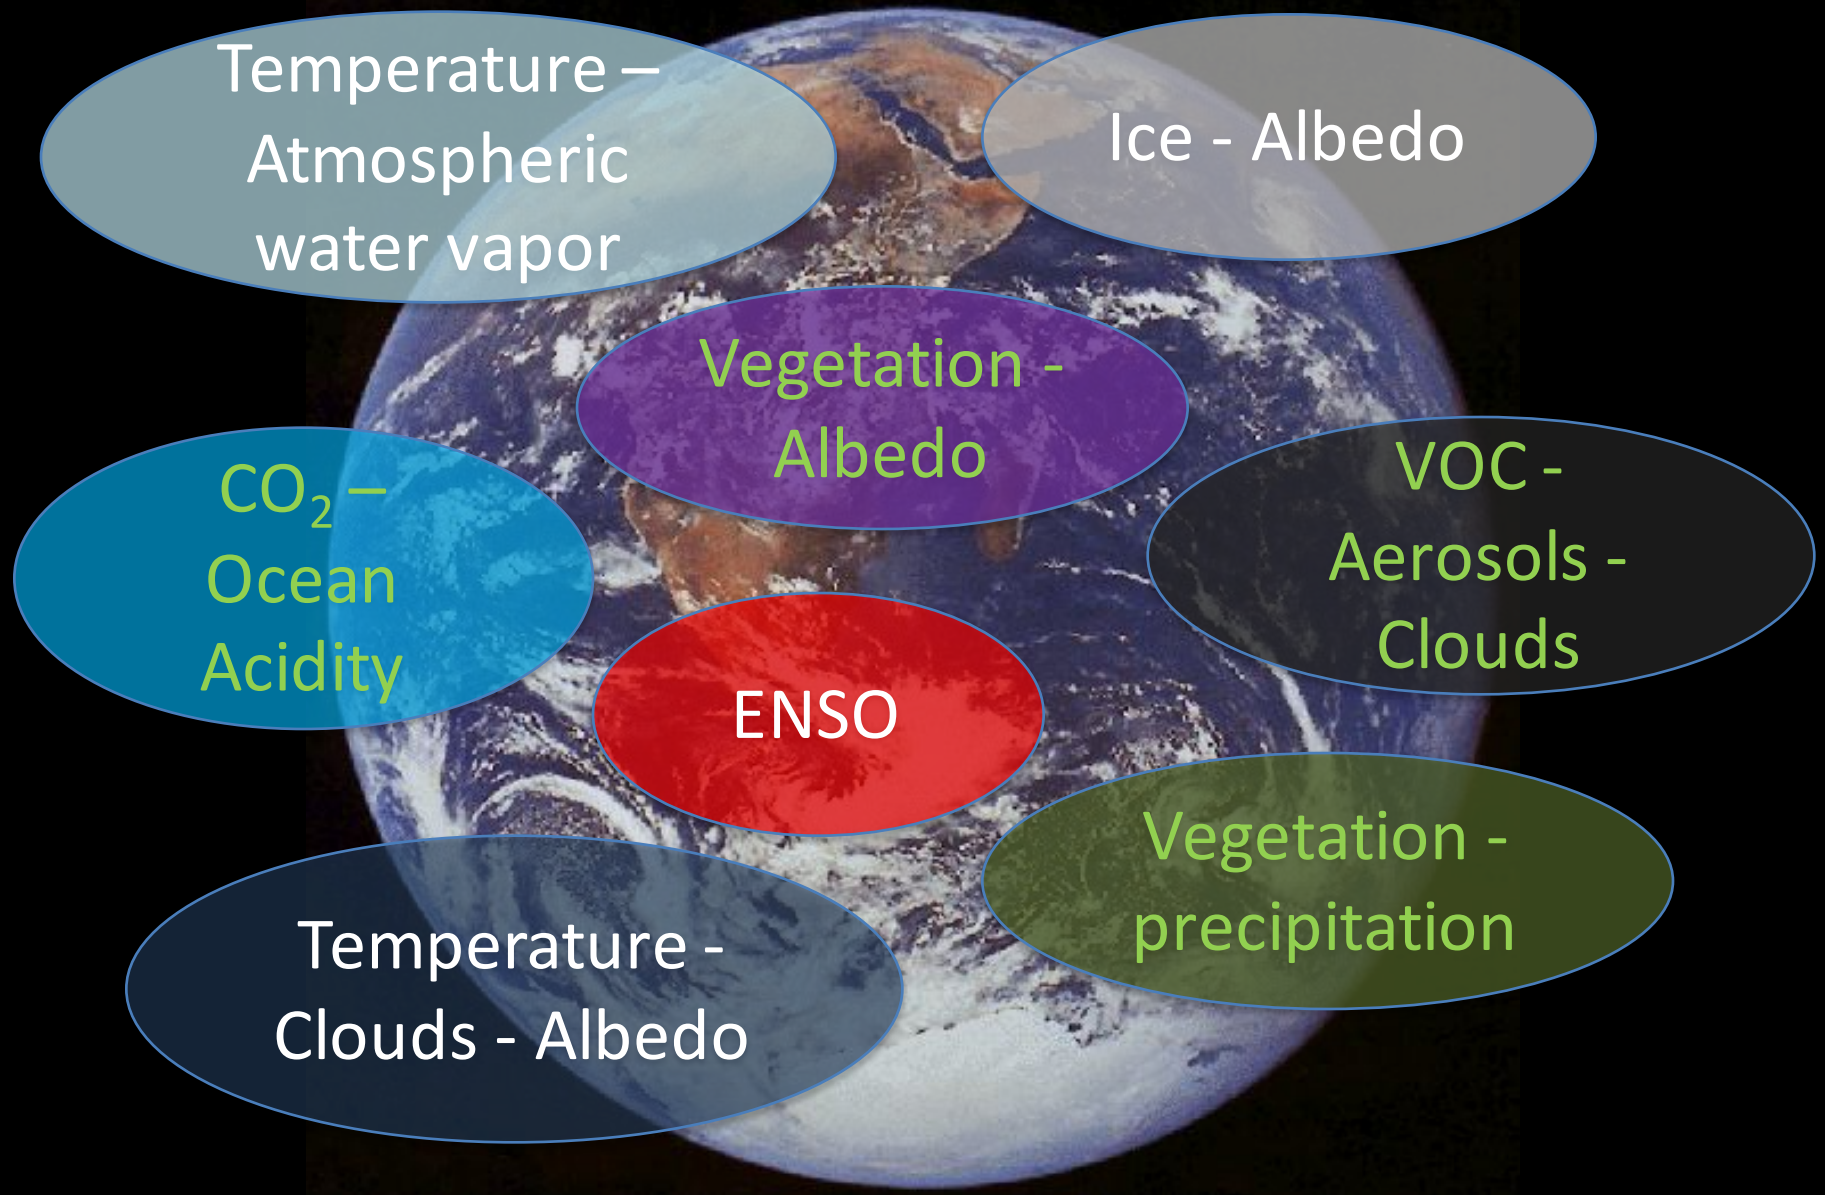 Temperature –
Atmospheric
water vapor
Ice - Albedo
Vegetation -
Albedo
CO₂ –
Ocean
Acidity
VOC -
Aerosols -
Clouds
ENSO
Vegetation -
precipitation
Temperature -
Clouds - Albedo